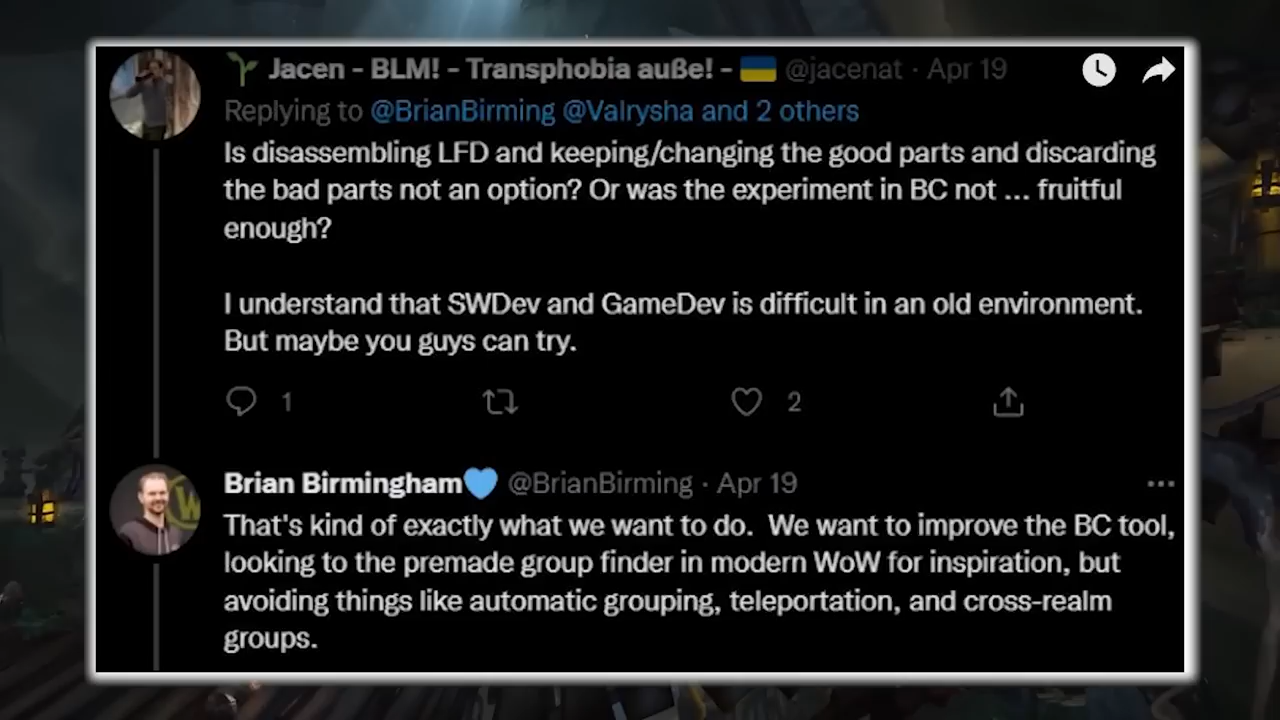 Jacen - BLM! - Transphobia auße! - 🇺🇦 @jacenat · Apr 19
Replying to @BrianBirming @Valrysha and 2 others
Is disassembling LFD and keeping/changing the good parts and discarding
the bad parts not an option? Or was the experiment in BC not ... fruitful
enough?
I understand that SWDev and GameDev is difficult in an old environment.
But maybe you guys can try.
1
2
Brian Birmingham💙 @BrianBirming · Apr 19
That's kind of exactly what we want to do. We want to improve the BC tool,
looking to the premade group finder in modern WoW for inspiration, but
avoiding things like automatic grouping, teleportation, and cross-realm
groups.